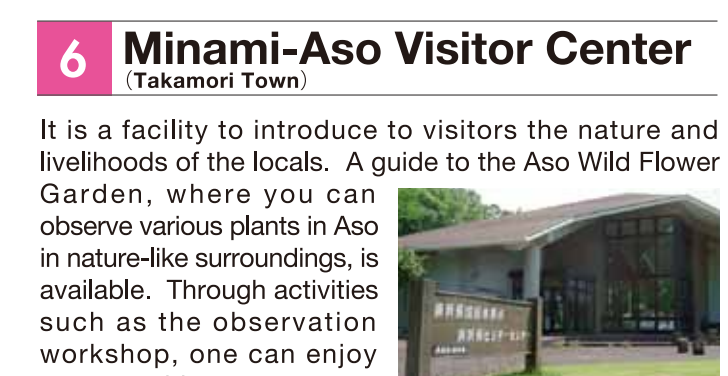 6 Minami-Aso Visitor Center
(Takamori Town)
It is a facility to introduce to visitors the nature and
livelihoods of the locals. A guide to the Aso Wild Flower
Garden, where you can
observe various plants in Aso
in nature-like surroundings, is
available. Through activities
such as the observation
workshop, one can enjoy